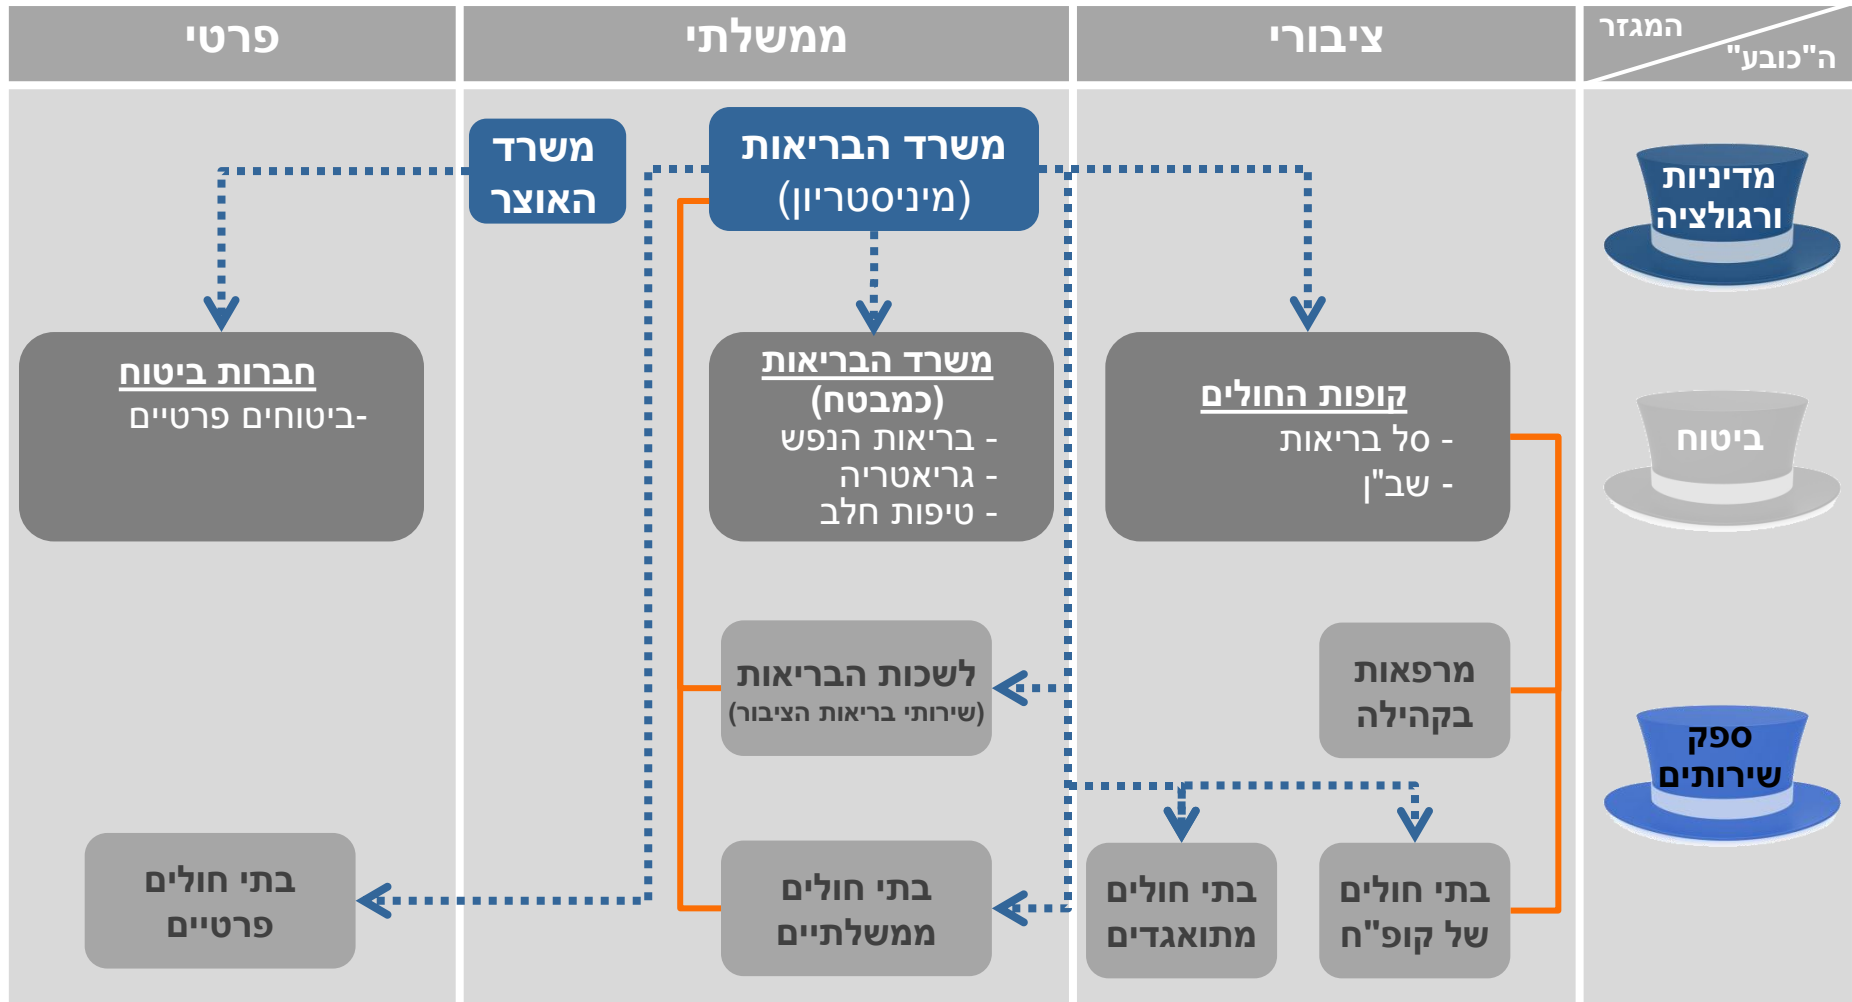 המגזר
ה"כובע"
ציבורי
ממשלתי
פרטי
מדיניות
ורגולציה
משרד הבריאות
(מיניסטריון)
משרד
האוצר
ביטוח
קופות החולים
- סל בריאות
- שב"ן
משרד הבריאות
(כמבטח)
- בריאות הנפש
- גריאטריה
- טיפות חלב
חברות ביטוח
-ביטוחים פרטיים
ספק
שירותים
מרפאות
בקהילה
לשכות הבריאות
(שירותי בריאות הציבור)
בתי חולים
של קופ"ח
בתי חולים
מתואגדים
בתי חולים
ממשלתיים
בתי חולים
פרטיים